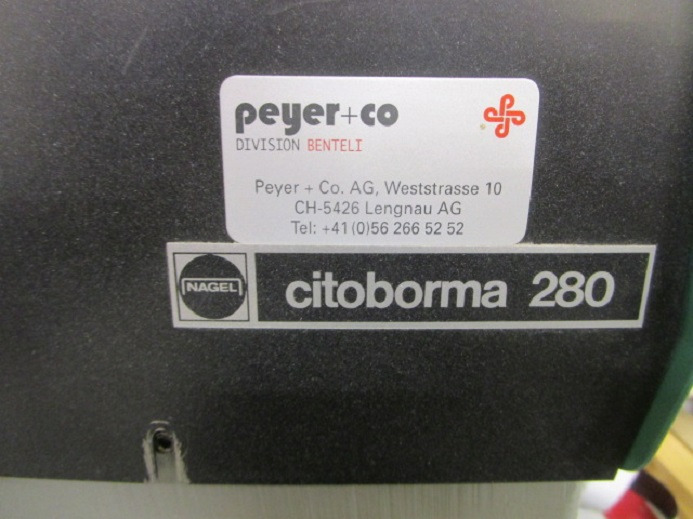 peyer+co
DIVISION BENTELI
Peyer + Co. AG, Weststrasse 10
CH-5426 Lengnau AG
Tel: +41 (0)56 266 52 52
NAGEL
citoborma 280